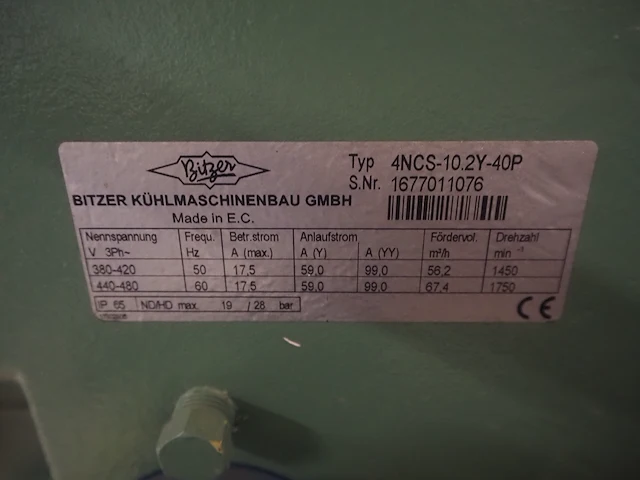 Bitzer
Typ 4NCS-10.2Y-40P
S.Nr. 1677011076
BITZER KÜHLMASCHINENBAU GMBH
Made in E.C.
Nennspannung Frequ. Betr.strom Anlaufstrom Fördervol. Drehzahl
V 3Ph~ Hz A (max.) A (Y) A (YY) m³/h min -1
380-420 50 17,5 59,0 99,0 56,2 1450
440-480 60 17,5 59,0 99,0 67,4 1750
IP 65 ND/HD max. 19 / 28 bar
CE